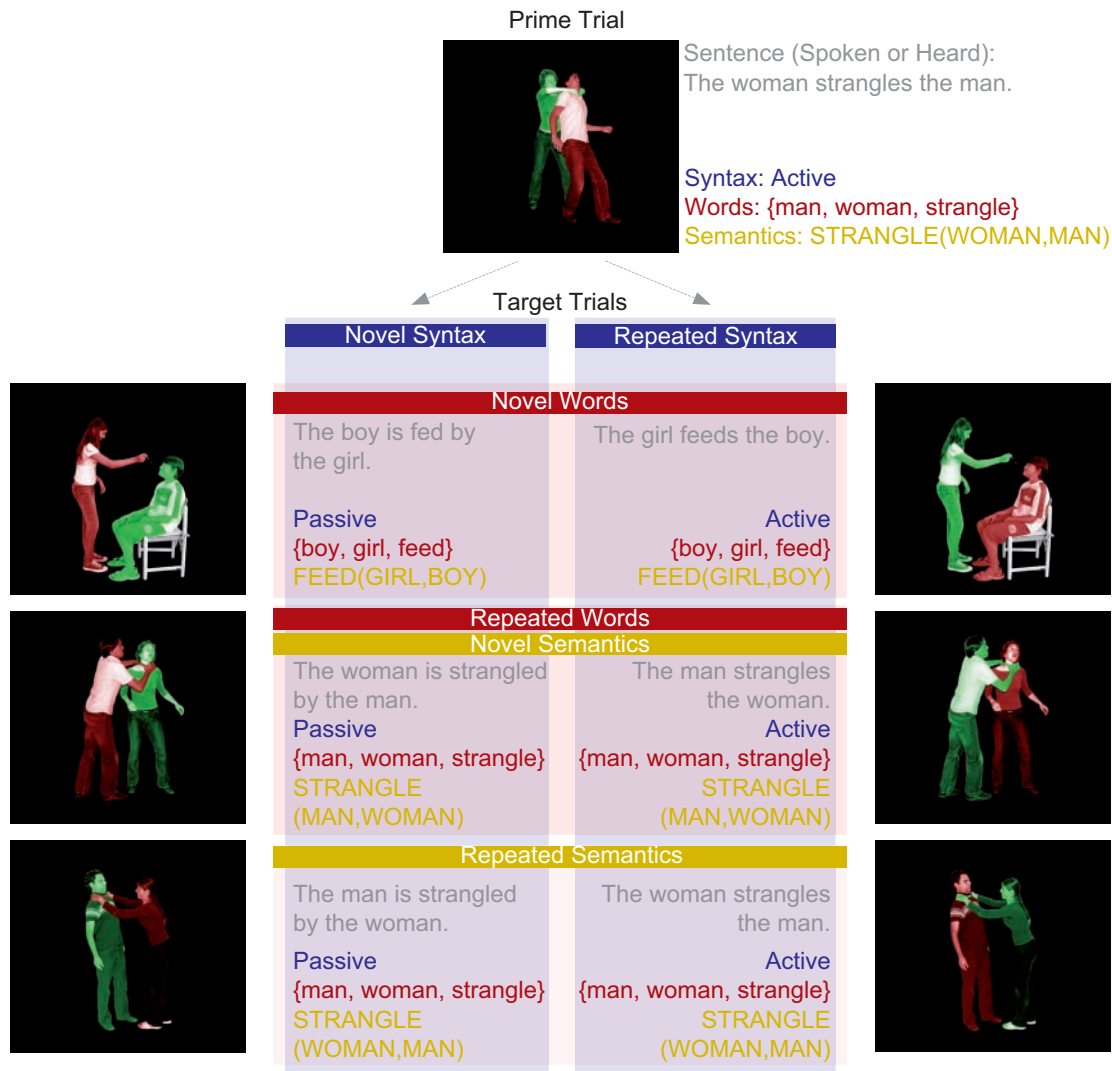 Prime Trial
Sentence (Spoken or Heard):
The woman strangles the man.
Syntax: Active
Words: {man, woman, strangle}
Semantics: STRANGLE(WOMAN,MAN)
Target Trials
Novel Syntax
Repeated Syntax
Novel Words
The boy is fed by
the girl.
The girl feeds the boy.
Passive
{boy, girl, feed}
FEED(GIRL,BOY)
Active
{boy, girl, feed}
FEED(GIRL,BOY)
Repeated Words
Novel Semantics
The woman is strangled
by the man.
Passive
{man, woman, strangle}
STRANGLE
(MAN,WOMAN)
The man strangles
the woman.
Active
{man, woman, strangle}
STRANGLE
(MAN,WOMAN)
Repeated Semantics
The man is strangled
by the woman.
Passive
{man, woman, strangle}
STRANGLE
(WOMAN,MAN)
The woman strangles
the man.
Active
{man, woman, strangle}
STRANGLE
(WOMAN,MAN)